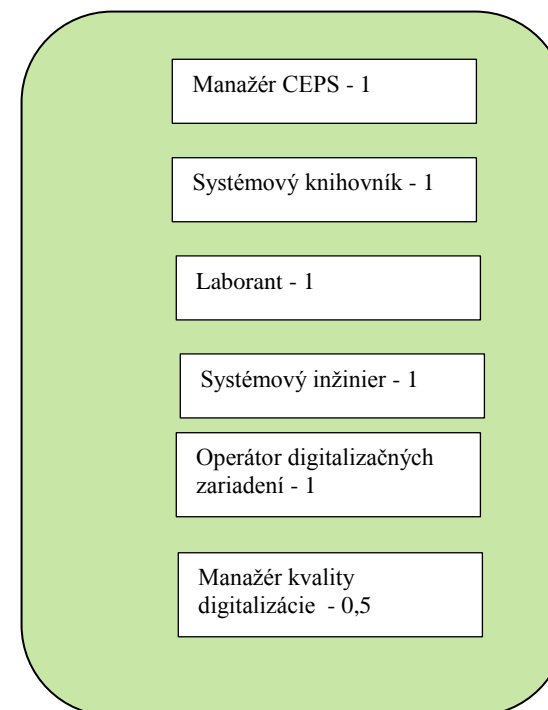 Manažér CEPS - 1
Systémový knihovník - 1
Laborant - 1
Systémový inžinier - 1
Operátor digitalizačných
zariadení - 1
Manažér kvality
digitalizácie  - 0,5